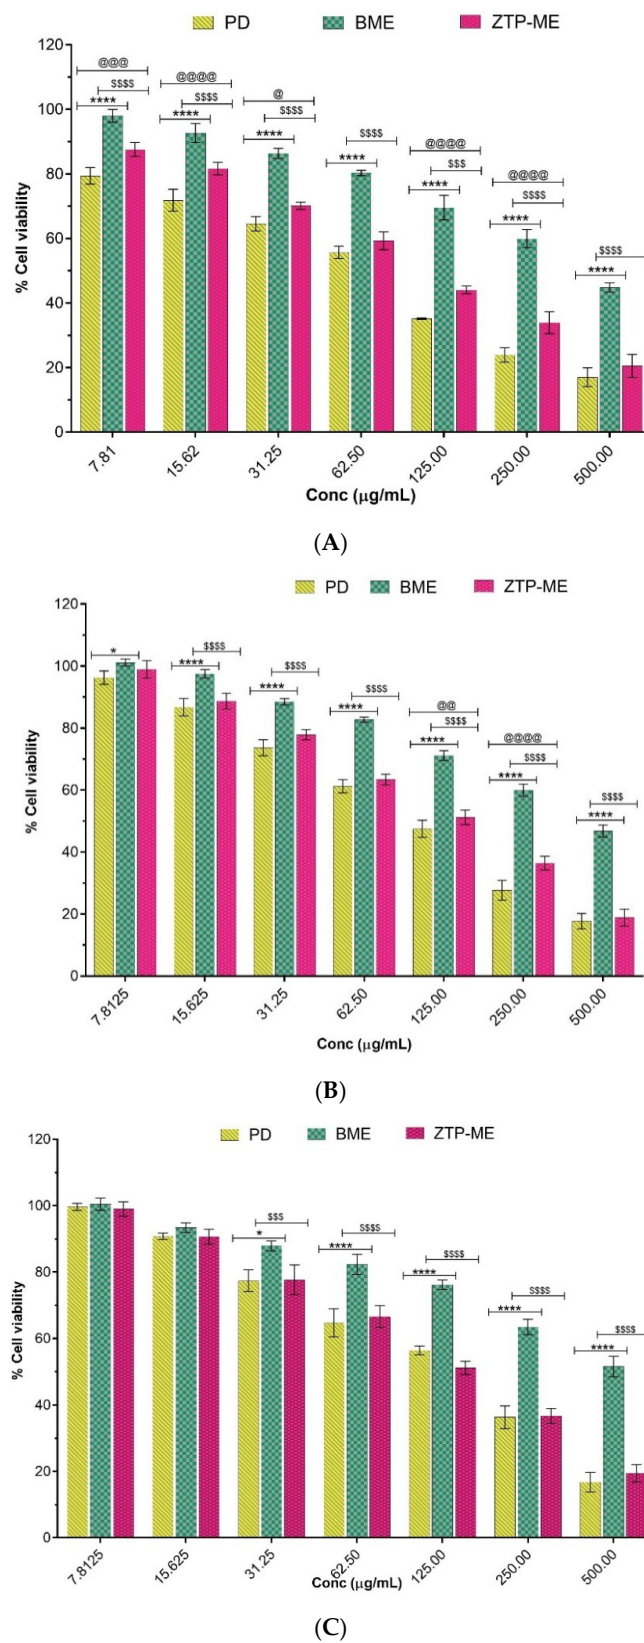 PD BME ZTP-ME
@@@ @@@@ @
$$$$ $$$$ $$$$ $$$$ @@@@ @@@@
**** **** **** **** $$$ $$$$ $$$$
**** **** ****
% Cell viability
120
100
80
60
40
20
0
7.81 15.62 31.25 62.50 125.00 250.00 500.00
Conc (μg/mL)
(A)
PD BME ZTP-ME
* $$$$ $$$$ $$$$ @@ @@@@
**** **** **** $$$$ $$$$ $$$$
**** **** ****
% Cell viability
120
100
80
60
40
20
0
7.8125 15.625 31.25 62.50 125.00 250.00 500.00
Conc (μg/mL)
(B)
PD BME ZTP-ME
$$$ $$$$ $$$$ $$$$ $$$$
* **** **** **** ****
% Cell viability
120
100
80
60
40
20
0
7.8125 15.625 31.25 62.50 125.00 250.00 500.00
Conc (μg/mL)
(C)